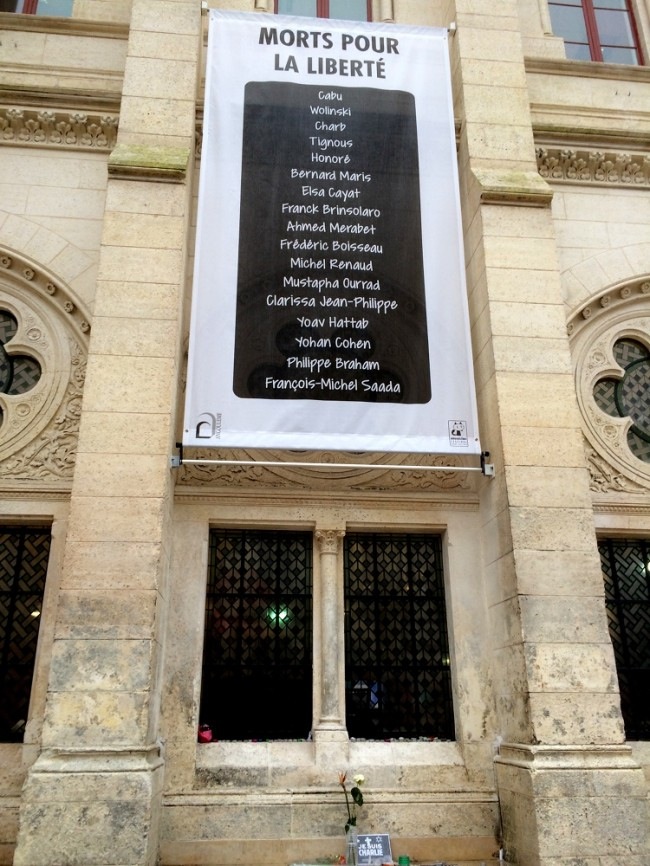 MORTS POUR
LA LIBERTÉ
Cabu
Wolinski
Charb
Tignous
Honoré
Bernard Maris
Elsa Cayat
Franck Brinsolaro
Ahmed Merabet
Frédéric Boisseau
Michel Renaud
Mustapha Ourrad
Clarissa Jean-Philippe
Yoav Hattab
Yohan Cohen
Philippe Braham
François-Michel Saada
JE SUIS
CHARLIE